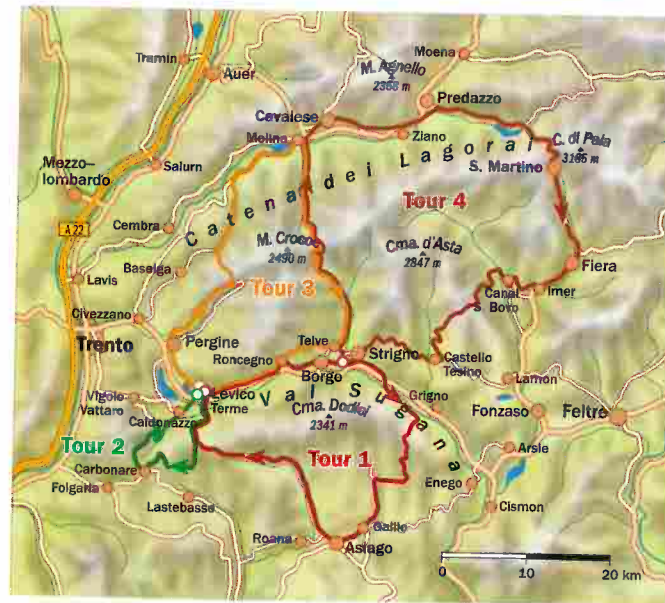 Moena
Tramin
Auer
M. Agnello
2358 m
Predazzo
Cavalese
Molina
Ziano
C. di Pala
3185 m
S. Martino
Mezzo-
lombardo
Salurn
Catena dei Lagorai
Tour 4
A 22
Cembra
M. Croce
2490 m
Cma. d'Asta
2847 m
Fiera
Baselga
Lavis
Tour 3
Canal
S. Bovo
Imer
Civezzano
Trento
Pergine
Telve
Roncegno
Strigno
Castello
Tesino
Borgo
Lamon
Levico
Terme
Val Sugana
Grigno
Vigolo
Vattaro
Caldonazzo
Cma. Dodici
2341 m
Fonzaso
Feltre
Tour 2
Tour 1
Arsie
Carbonare
Enego
Folgaria
Lastebasse
Cismon
Gallio
Roana
Asiago
0 10 20 km